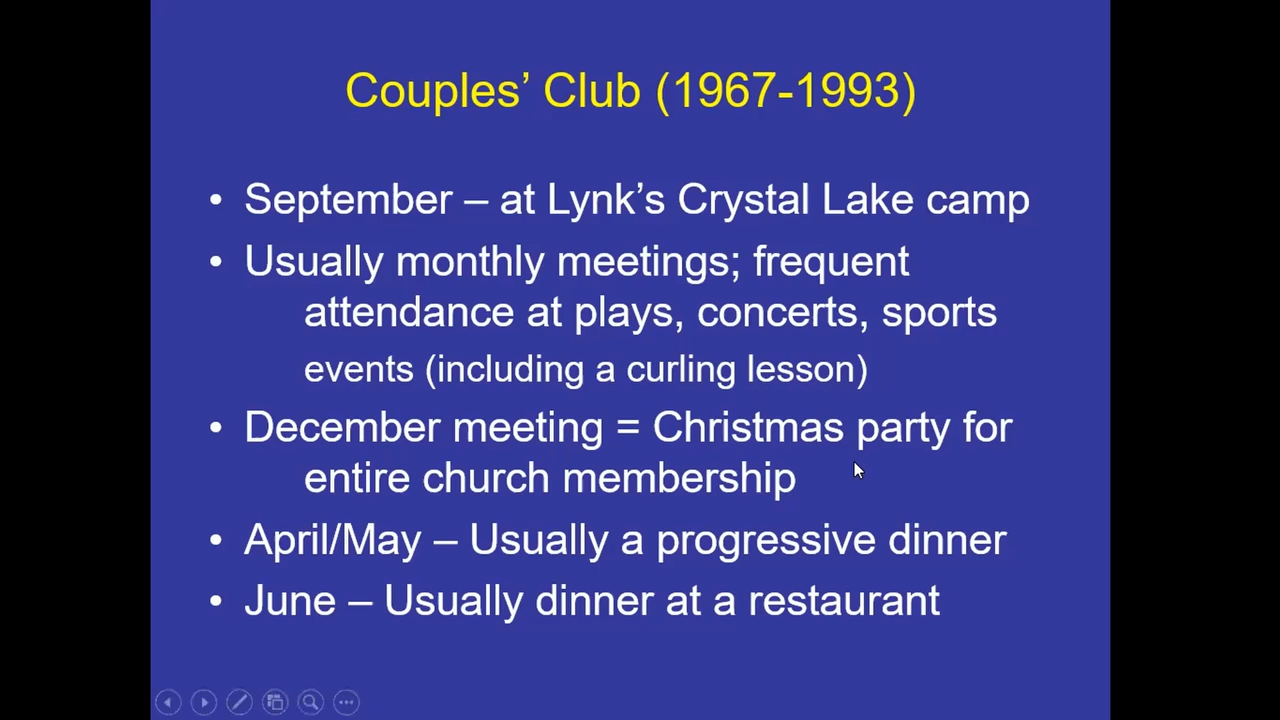 Couples’ Club (1967-1993)
• September – at Lynk’s Crystal Lake camp
• Usually monthly meetings; frequent
attendance at plays, concerts, sports
events (including a curling lesson)
• December meeting = Christmas party for
entire church membership
• April/May – Usually a progressive dinner
• June – Usually dinner at a restaurant